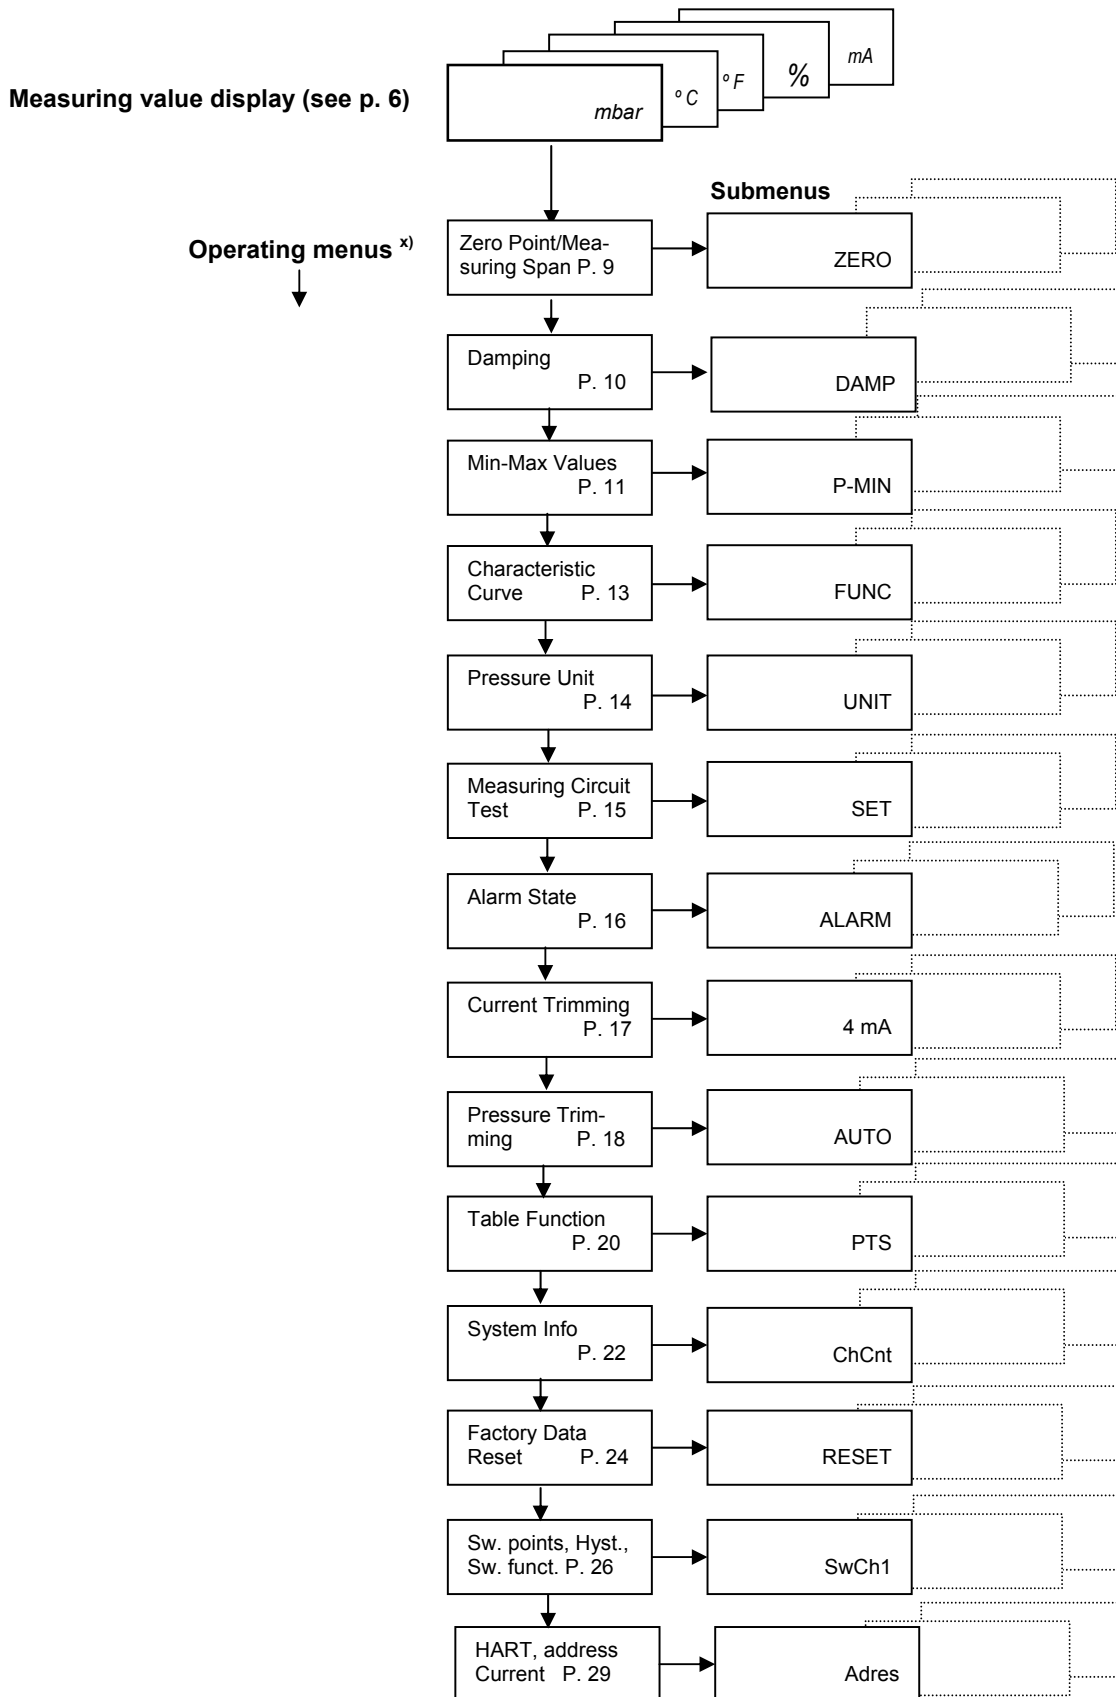 mA
%
º F
º C
mbar
Measuring value display (see p. 6)
Submenus
Operating menus x)
Zero Point/Mea-
suring Span P. 9
ZERO
Damping
P. 10
DAMP
Min-Max Values
P. 11
P-MIN
Characteristic
Curve P. 13
FUNC
Pressure Unit
P. 14
UNIT
Measuring Circuit
Test P. 15
SET
Alarm State
P. 16
ALARM
Current Trimming
P. 17
4 mA
Pressure Trim-
ming P. 18
AUTO
Table Function
P. 20
PTS
System Info
P. 22
ChCnt
Factory Data
Reset P. 24
RESET
Sw. points, Hyst.,
Sw. funct. P. 26
SwCh1
HART, address
Current P. 29
Adres